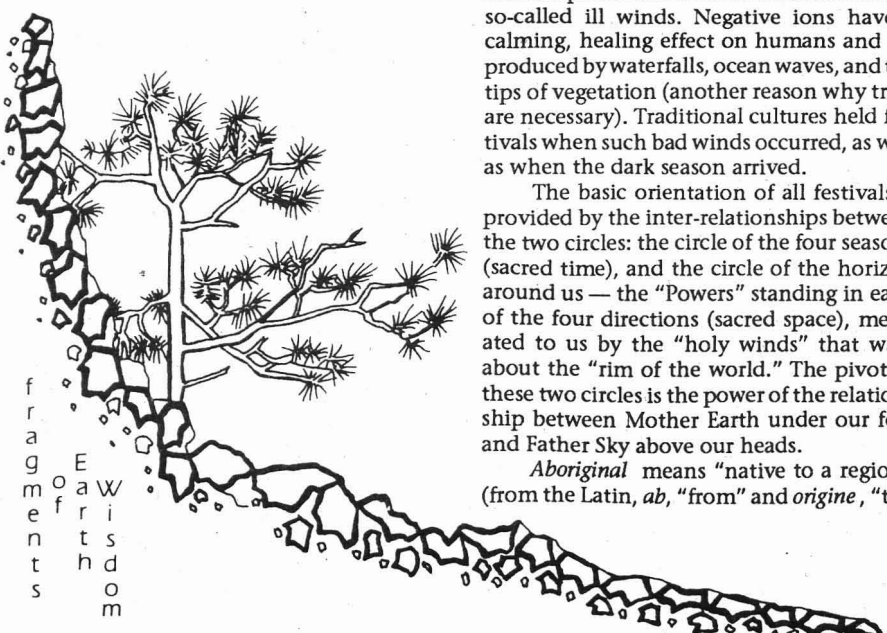 so-called ill winds. Negative ions have
calming, healing effect on humans and
produced by waterfalls, ocean waves, and
tips of vegetation (another reason why
are necessary). Traditional cultures held
tivals when such bad winds occurred, as
as when the dark season arrived.
The basic orientation of all festivals
provided by the inter-relationships betwe
the two circles: the circle of the four seaso
(sacred time), and the circle of the horiz
around us — the “Powers” standing in ea
of the four directions (sacred space), me
ated to us by the “holy winds” that w
about the “rim of the world.” The pivot
these two circles is the power of the relatio
ship between Mother Earth under our f
and Father Sky above our heads.
Aboriginal means “native to a regio
(from the Latin, ab, “from” and origine, “t
fragments
of
Earth
Wisdom